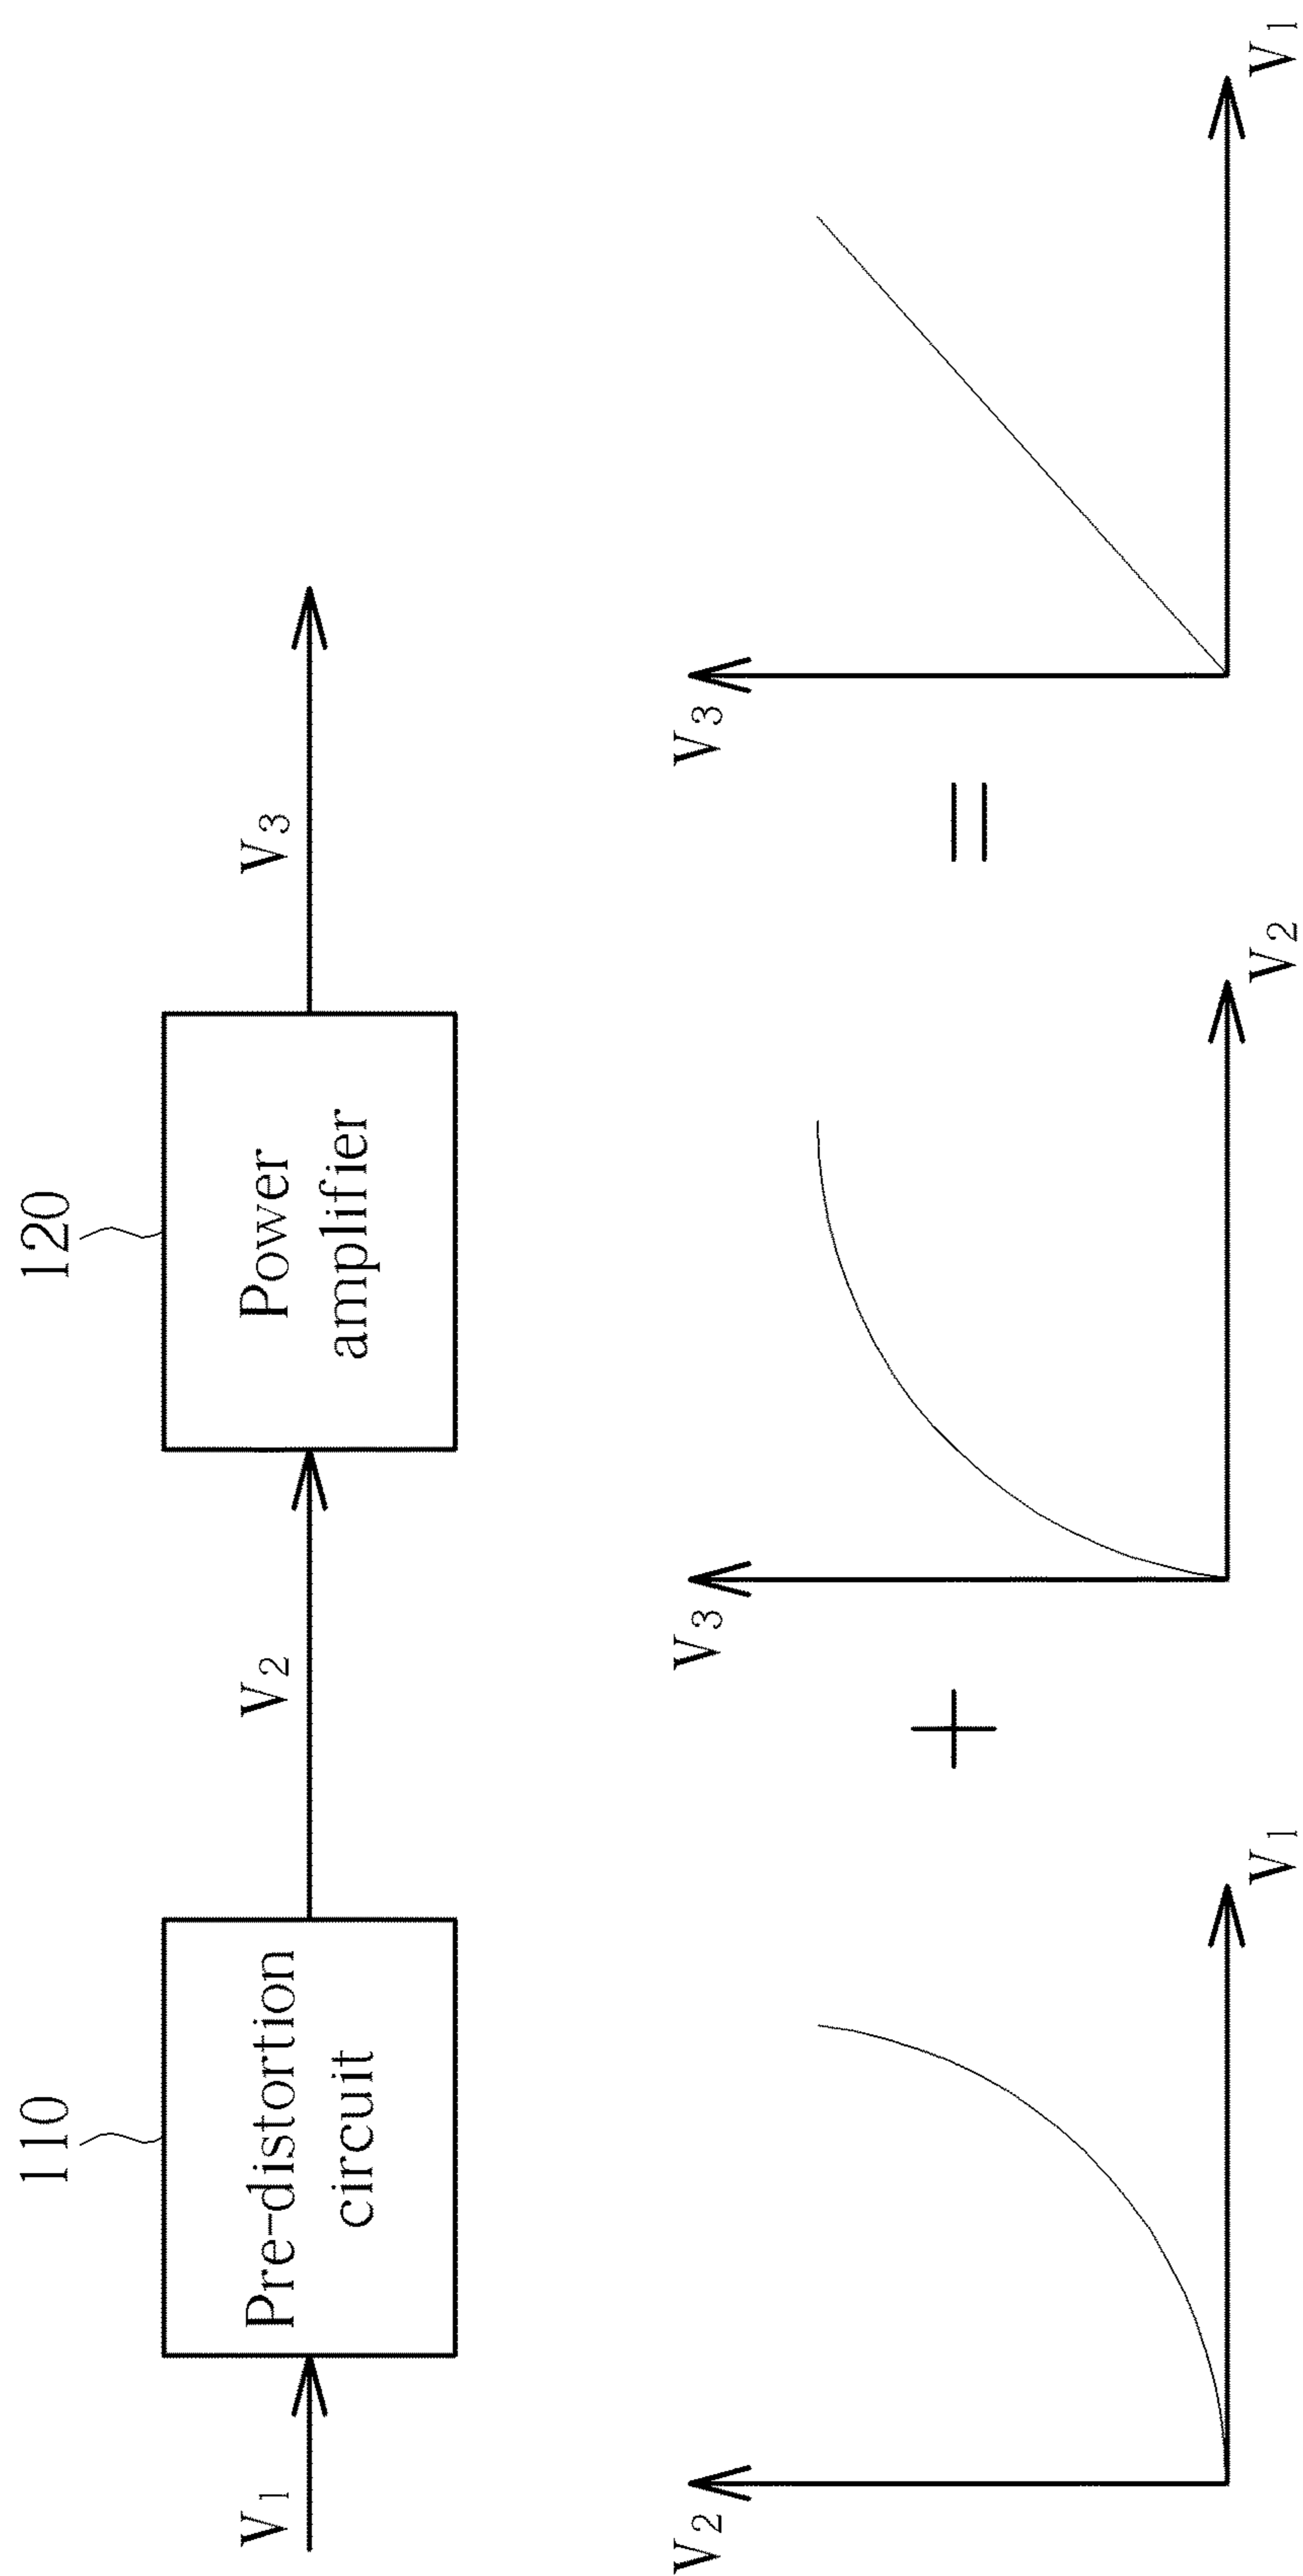 110
120
V1
Pre-distortion
circuit
V2
Power
amplifier
V3
V2
V1
+
V3
V2
=
V3
V1